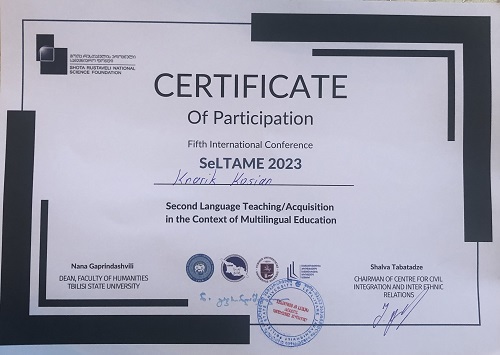 SHOTA RUSTAVELI NATIONAL
SCIENCE FOUNDATION
CERTIFICATE
Of Participation
Fifth International Conference
SeLTAME 2023
Knarik Kosian
Second Language Teaching/Acquisition
in the Context of Multilingual Education
Nana Gaprindashvili
DEAN, FACULTY OF HUMANITIES
TBILISI STATE UNIVERSITY
Shalva Tabatadze
CHAIRMAN OF CENTRE FOR CIVIL
INTEGRATION AND INTER ETHNIC
RELATIONS